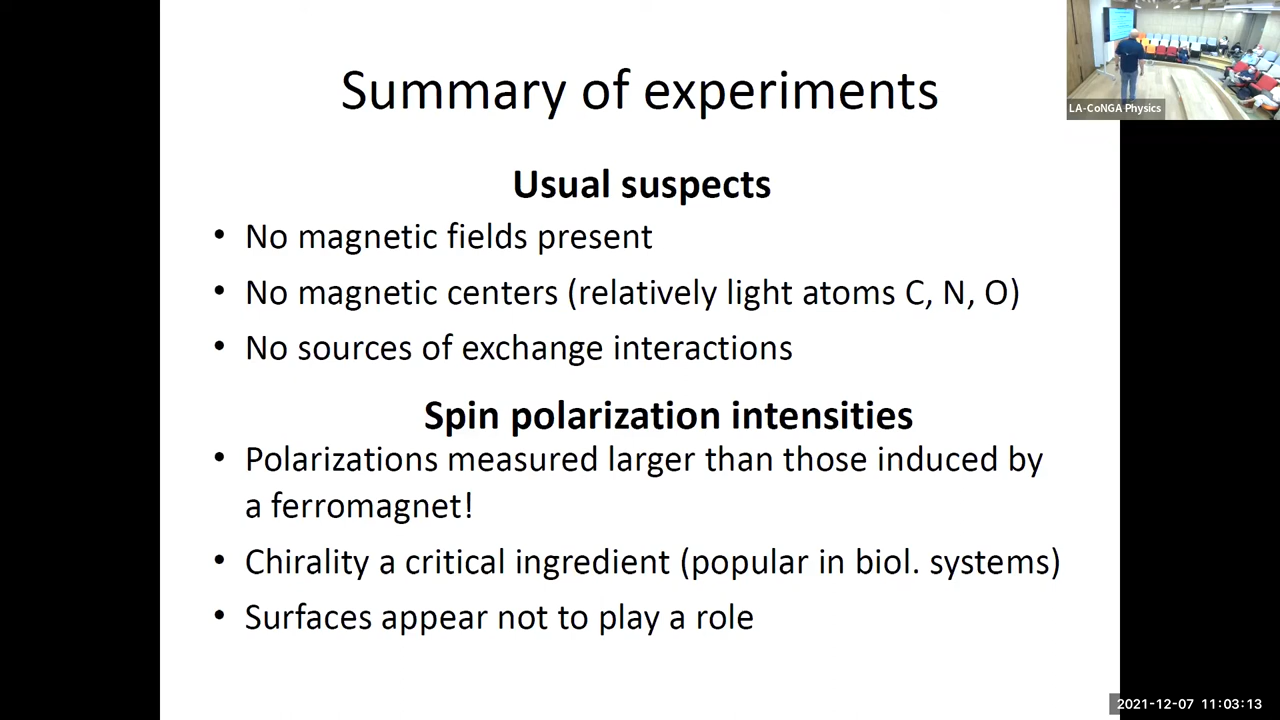 Summary of experiments
LA-CoNGA Physics
Usual suspects
• No magnetic fields present
• No magnetic centers (relatively light atoms C, N, O)
• No sources of exchange interactions
Spin polarization intensities
• Polarizations measured larger than those induced by
a ferromagnet!
• Chirality a critical ingredient (popular in biol. systems)
• Surfaces appear not to play a role
2021-12-07 11:03:13